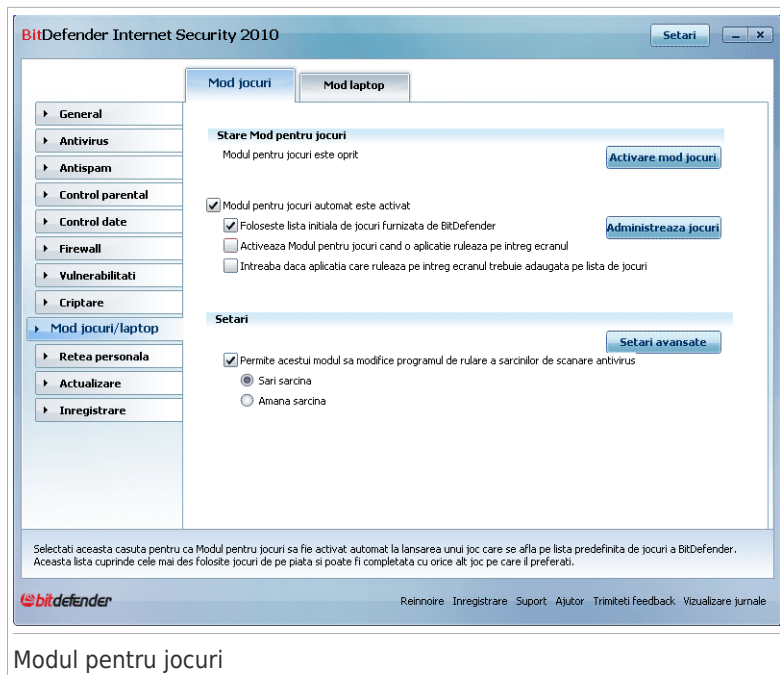 BitDefender Internet Security 2010
Setari
Mod jocuri
Mod laptop
General
Antivirus
Antispam
Control parental
Control date
Firewall
Vulnerabilitati
Criptare
Mod jocuri/laptop
Retea personala
Actualizare
Inregistrare
Stare Mod pentru jocuri
Modul pentru jocuri este oprit
Activare mod jocuri
Modul pentru jocuri automat este activat
Foloseste lista initiala de jocuri furnizata de BitDefender
Administreaza jocuri
Activeaza Modul pentru jocuri cand o aplicatie ruleaza pe intreg ecranul
Intreaba daca aplicatia care ruleaza pe intreg ecranul trebuie adaugata pe lista de jocuri
Setari
Setari avansate
Permite acestui modul sa modifice programul de rulare a sarcinilor de scanare antivirus
Sari sarcina
Amana sarcina
Selectati aceasta casuta pentru ca Modul pentru jocuri sa fie activat automat la lansarea unui joc care se afla pe lista predefinita de jocuri a BitDefender.
Aceasta lista cuprinde cele mai des folosite jocuri de pe piata si poate fi completata cu orice alt joc pe care il preferati.
bitdefender
Reinnoire Inregistrare Suport Ajutor Trimiteti feedback Vizualizare jurnale
Modul pentru jocuri